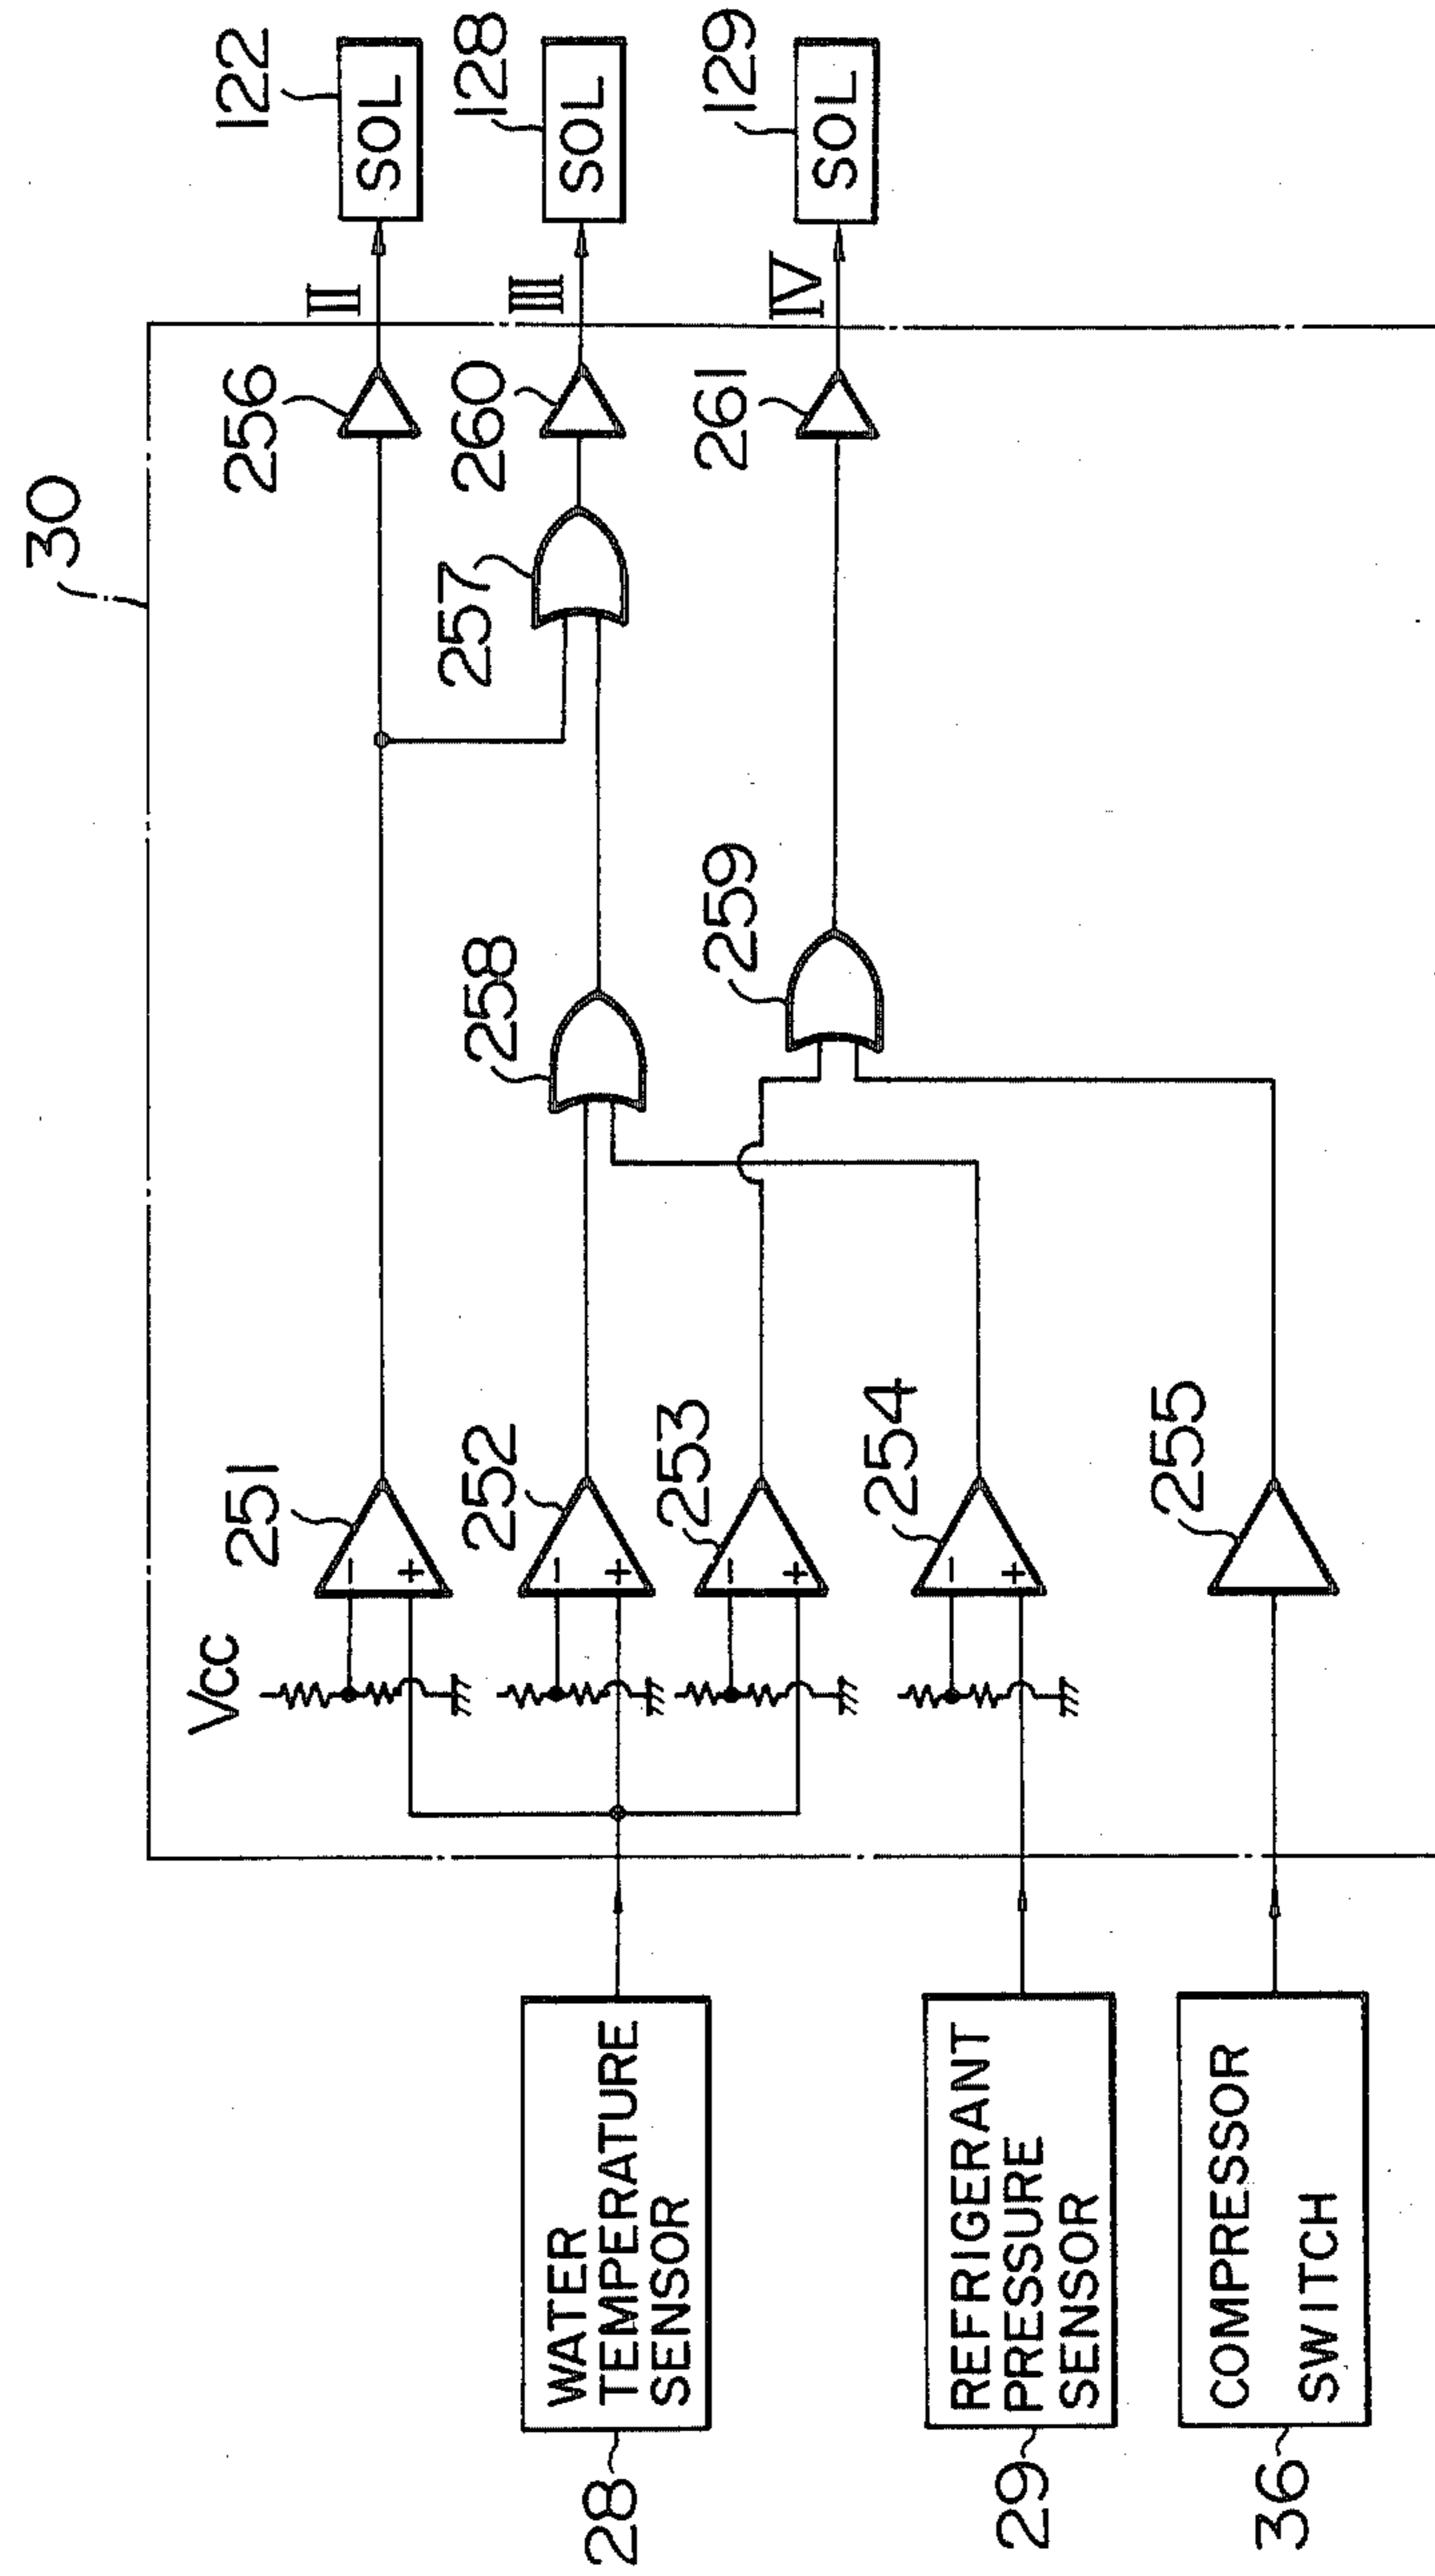 30
Vcc
251
252
253
254
255
256
257
258
259
260
261
II
III
IV
122
SOL
128
SOL
129
SOL
WATER
TEMPERATURE
SENSOR
28
REFRIGERANT
PRESSURE
SENSOR
29
COMPRESSOR
SWITCH
36
−
+
−
+
−
+
−
+